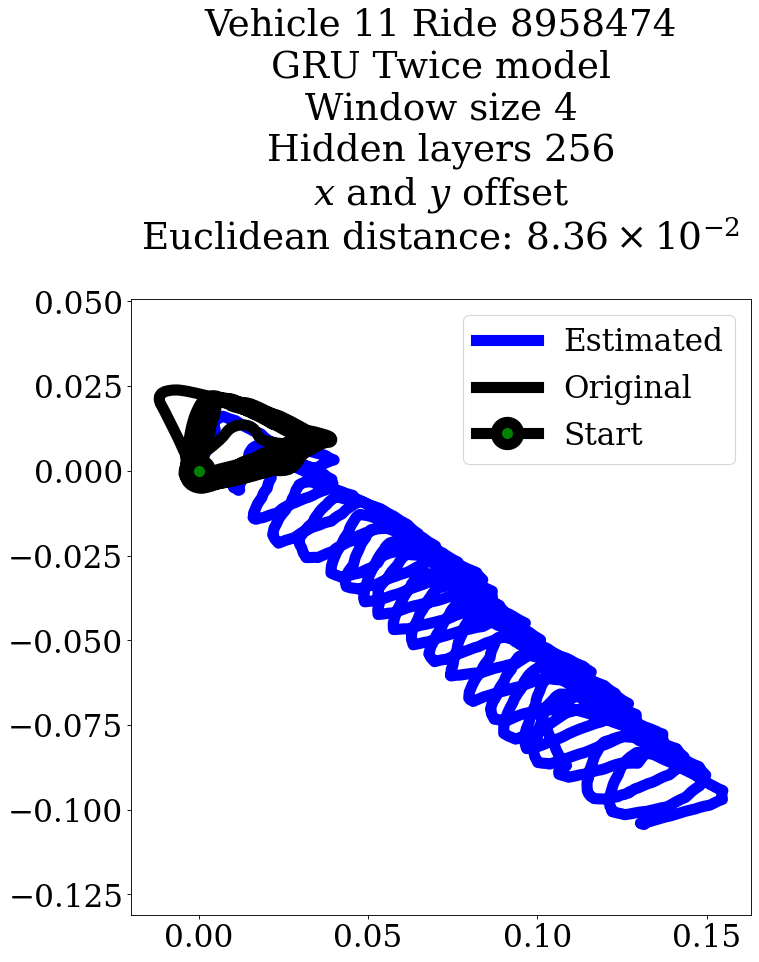 Vehicle 11 Ride 8958474
GRU Twice model
Window size 4
Hidden layers 256
x and y offset
Euclidean distance: 8.36 × 10⁻²
Estimated
Original
Start
0.050
0.025
0.000
−0.025
−0.050
−0.075
−0.100
−0.125
0.00 0.05 0.10 0.15